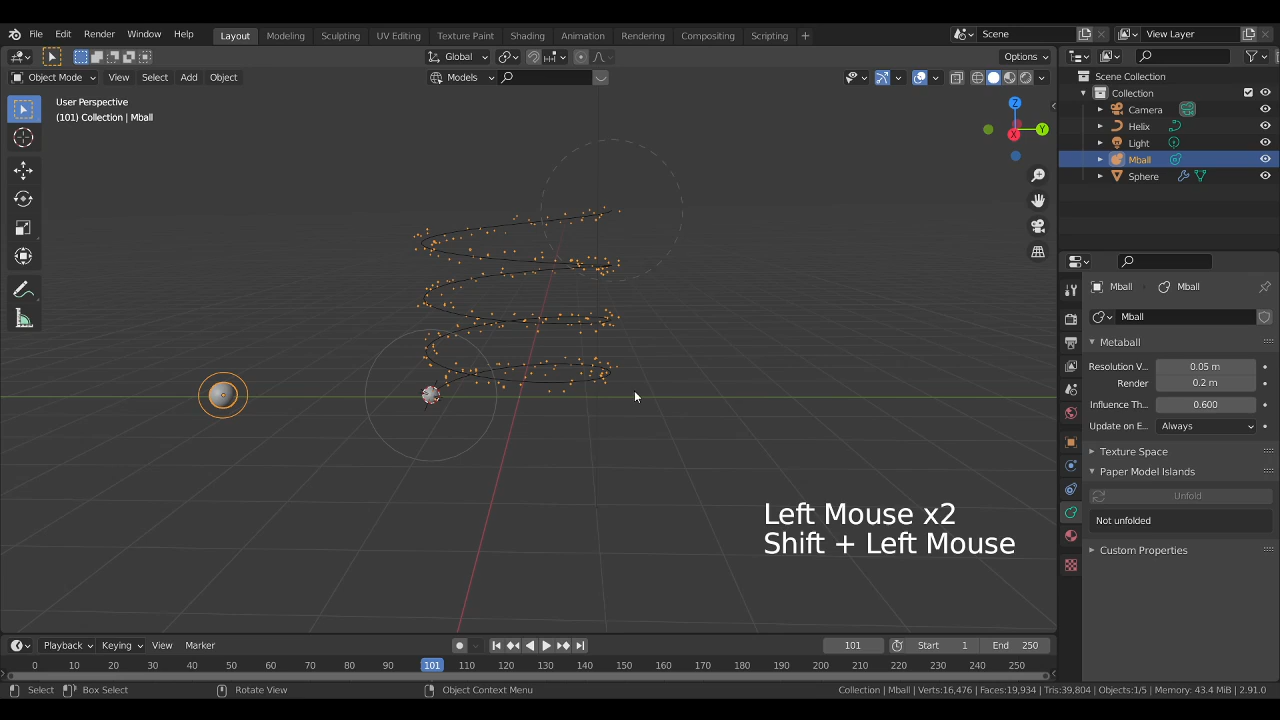 File Edit Render Window Help Layout Modeling Sculpting UV Editing Texture Paint Shading Animation Rendering Compositing Scripting + Scene View Layer
Global Options
Object Mode View Select Add Object Models
User Perspective
(101) Collection | Mball
Z
Y
X
Scene Collection
Collection
Camera
Helix
Light
Mball
Sphere
Mball Mball
Mball
Metaball
Resolution V... 0.05 m
Render 0.2 m
Influence Th... 0.600
Update on E... Always
Texture Space
Paper Model Islands
Unfold
Not unfolded
Custom Properties
Left Mouse x2
Shift + Left Mouse
Playback Keying View Marker 101 Start 1 End 250
0 10 20 30 40 50 60 70 80 90 101 110 120 130 140 150 160 170 180 190 200 210 220 230 240 250
Select Box Select Rotate View Object Context Menu Collection | Mball | Verts:16,476 | Faces:19,934 | Tris:39,804 | Objects:1/5 | Memory: 43.4 MiB | 2.91.0